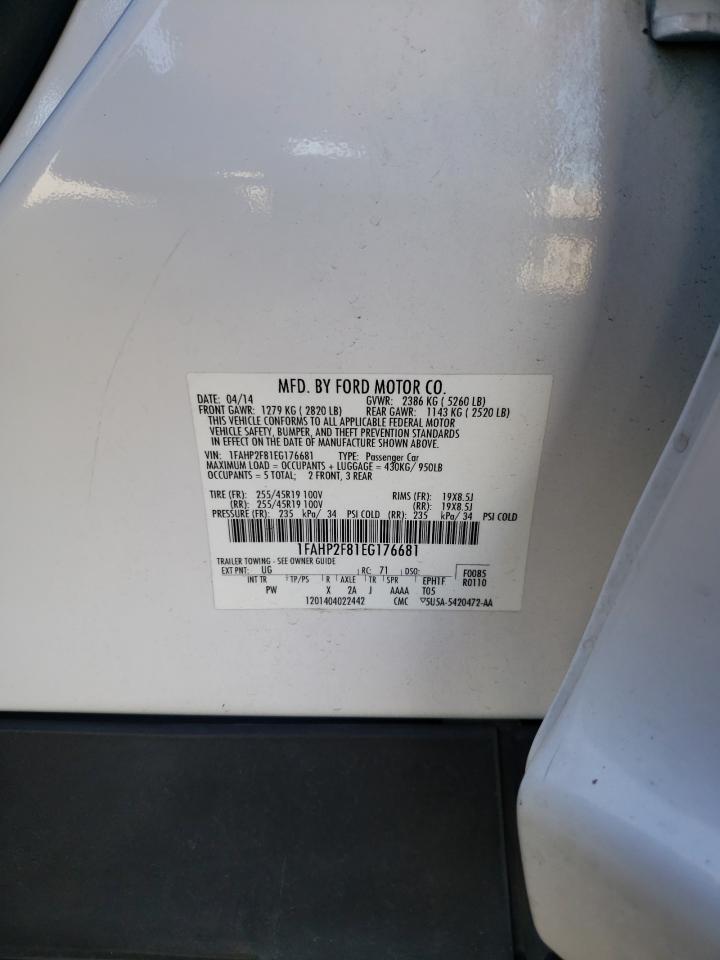 MFD. BY FORD MOTOR CO.
DATE: 04/14 GVWR: 2386 KG ( 5260 LB)
FRONT GAWR: 1279 KG ( 2820 LB) REAR GAWR: 1143 KG ( 2520 LB)
THIS VEHICLE CONFORMS TO ALL APPLICABLE FEDERAL MOTOR
VEHICLE SAFETY, BUMPER, AND THEFT PREVENTION STANDARDS
IN EFFECT ON THE DATE OF MANUFACTURE SHOWN ABOVE.
VIN: 1FAHP2F81EG176681 TYPE: Passenger Car
MAXIMUM LOAD = OCCUPANTS + LUGGAGE = 430KG/ 950LB
OCCUPANTS = 5 TOTAL; 2 FRONT, 3 REAR
TIRE (FR): 255/45R19 100V RIMS (FR): 19X8.5J
(RR): 255/45R19 100V (RR): 19X8.5J
PRESSURE (FR): 235 kPa/ 34 PSI COLD (RR): 235 kPa/ 34 PSI COLD
1FAHP2F81EG176681
TRAILER TOWING - SEE OWNER GUIDE
EXT PNT: UG RC: 71 DSO: F0085
INT TR TP/PS R AXLE TR SPR EPH1F R0110
PW X 2A J AAAA T05
1201404022442 CMC ▽5U5A-5420472-AA